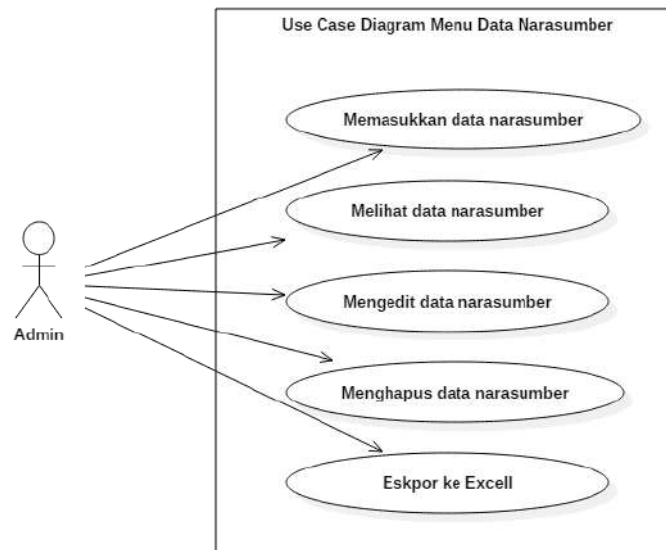 Use Case Diagram Menu Data Narasumber
Memasukkan data narasumber
Melihat data narasumber
Mengedit data narasumber
Admin
Menghapus data narasumber
Eskpor ke Excell